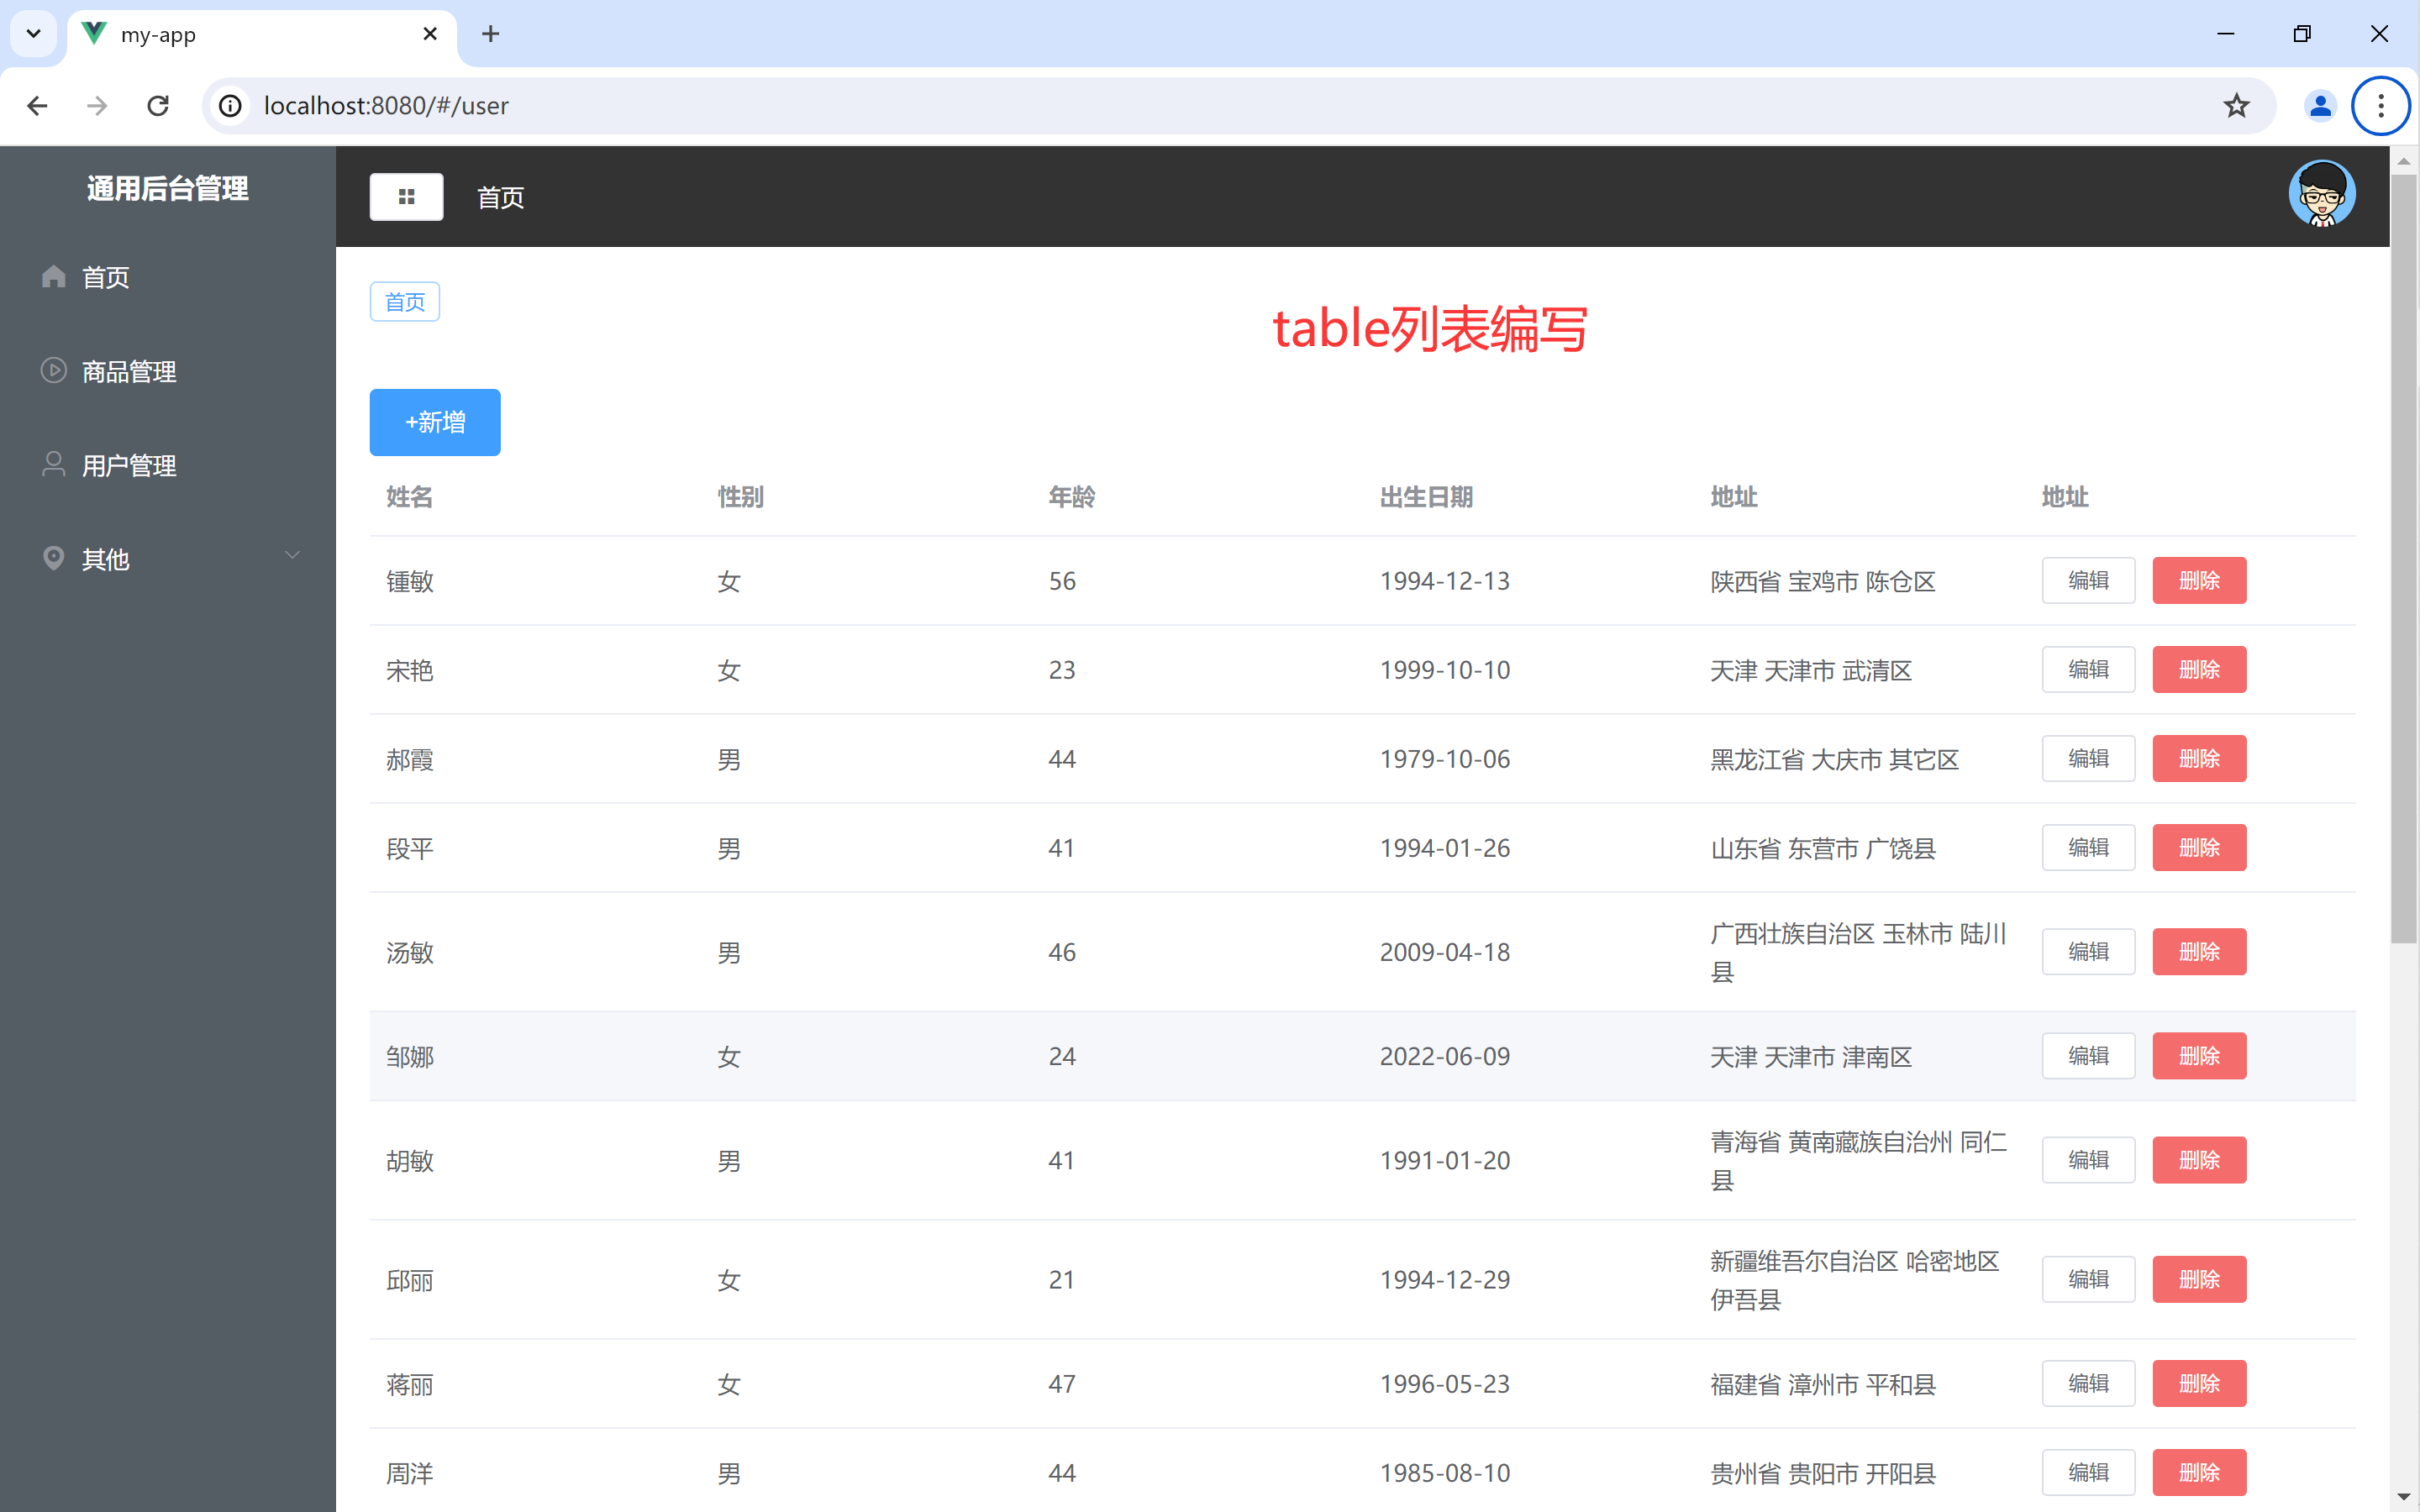 my-app
localhost:8080/#/user
通用后台管理
首页
首页
商品管理
用户管理
其他
首页
table列表编写
+新增
姓名 性别 年龄 出生日期 地址 地址
锺敏 女 56 1994-12-13 陕西省 宝鸡市 陈仓区 编辑 删除
宋艳 女 23 1999-10-10 天津 天津市 武清区 编辑 删除
郝霞 男 44 1979-10-06 黑龙江省 大庆市 其它区 编辑 删除
段平 男 41 1994-01-26 山东省 东营市 广饶县 编辑 删除
汤敏 男 46 2009-04-18 广西壮族自治区 玉林市 陆川
县 编辑 删除
邹娜 女 24 2022-06-09 天津 天津市 津南区 编辑 删除
胡敏 男 41 1991-01-20 青海省 黄南藏族自治州 同仁
县 编辑 删除
邱丽 女 21 1994-12-29 新疆维吾尔自治区 哈密地区
伊吾县 编辑 删除
蒋丽 女 47 1996-05-23 福建省 漳州市 平和县 编辑 删除
周洋 男 44 1985-08-10 贵州省 贵阳市 开阳县 编辑 删除